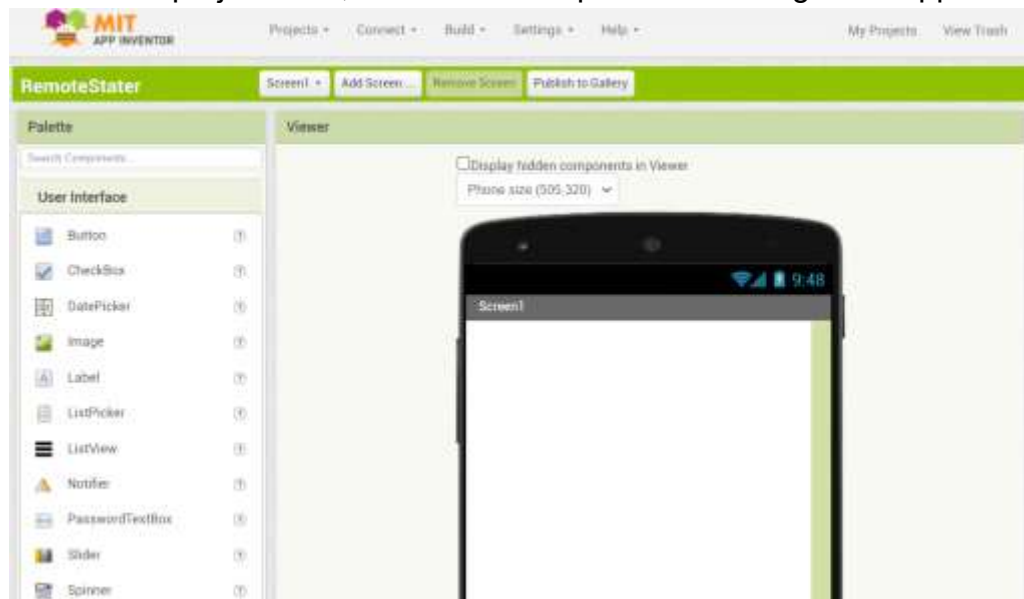 MIT
APP INVENTOR
Projects Connect Build Settings Help My Projects View Trash
RemoteStater Screen1 Add Screen ... Remove Screen Publish to Gallery
Palette
Viewer
Search Components...
Display hidden components in Viewer
Phone size (505,320)
User Interface
Button
CheckBox
DatePicker
Image
Label
ListPicker
ListView
Notifier
PasswordTextBox
Slider
Spinner
9:48
Screen1